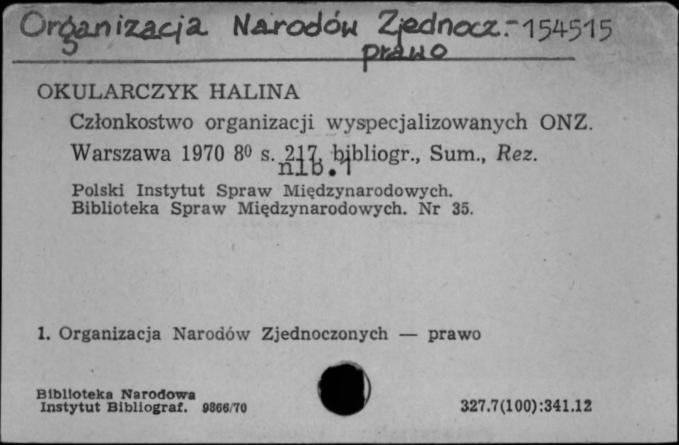 Organizacja Narodów Zjednocz.- 154515
prawo
OKULARCZYK HALINA
Członkostwo organizacji wyspecjalizowanych ONZ.
Warszawa 1970 8⁰ s. 217, bibliogr., Sum., Rez.
nlb. 1
Polski Instytut Spraw Międzynarodowych.
Biblioteka Spraw Międzynarodowych. Nr 35.
1. Organizacja Narodów Zjednoczonych — prawo
Biblioteka Narodowa
Instytut Bibliograf. 9866/70
327.7(100):341.12